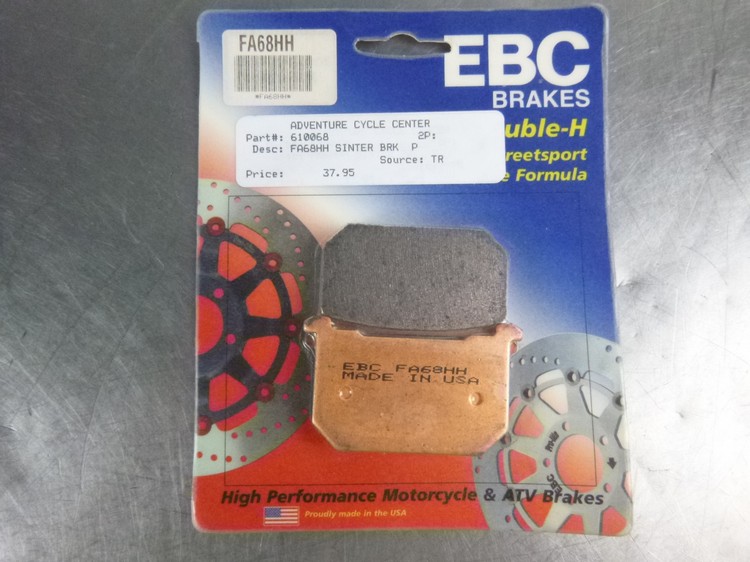 FA68HH
EBC
BRAKES
ADVENTURE CYCLE CENTER
Part#: 610068 2P:
Desc: FA68HH SINTER BRK P
Source: TR
Price: 37.95
uble-H
reetsport
e Formula
EBC FA68HH
MADE IN USA
EBC
High Performance Motorcycle & ATV Brakes
Proudly made in the USA